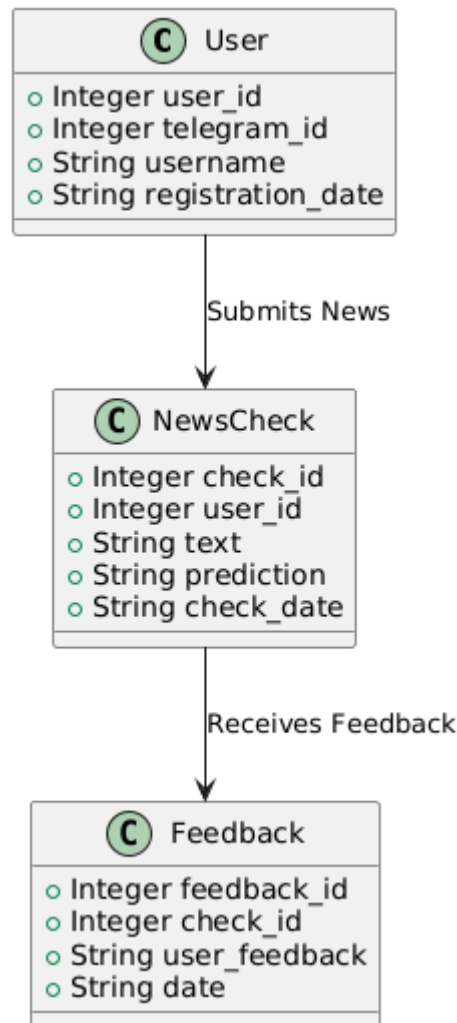 C User
Integer user_id
Integer telegram_id
String username
String registration_date
Submits News
C NewsCheck
Integer check_id
Integer user_id
String text
String prediction
String check_date
Receives Feedback
C Feedback
Integer feedback_id
Integer check_id
String user_feedback
String date